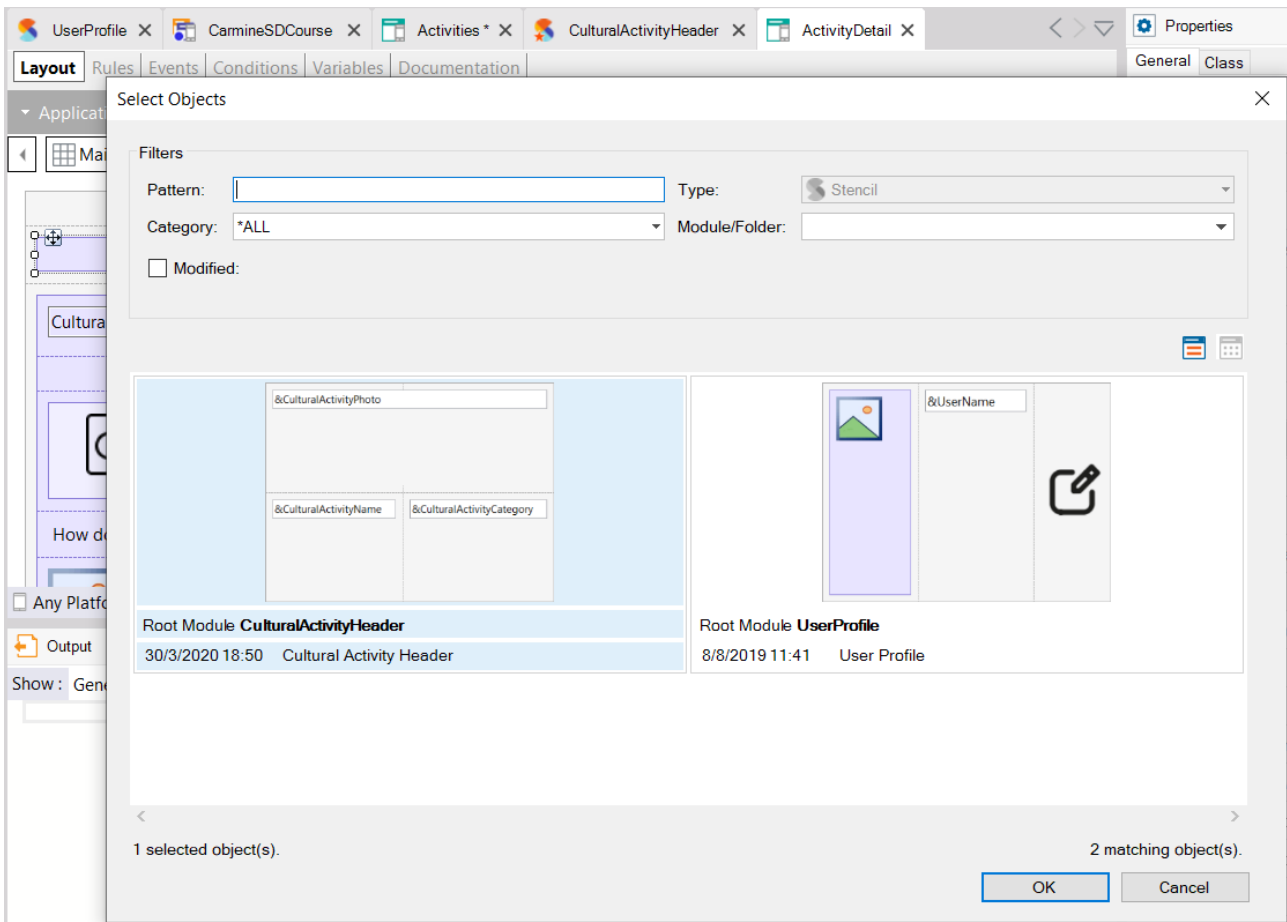 UserProfile CarmineSDCourse Activities * CulturalActivityHeader ActivityDetail Properties
Layout Rules Events Conditions Variables Documentation General Class
Select Objects
Filters
Pattern: Type: Stencil
Category: *ALL Module/Folder:
Modified:
&CulturalActivityPhoto
&CulturalActivityName &CulturalActivityCategory
&UserName
Root Module CulturalActivityHeader
30/3/2020 18:50 Cultural Activity Header
Root Module UserProfile
8/8/2019 11:41 User Profile
Any
Output
Show :
How
1 selected object(s). 2 matching object(s).
OK Cancel